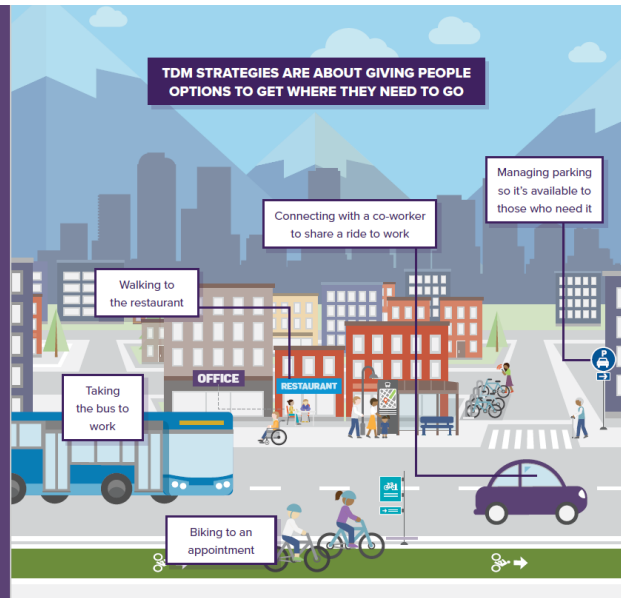 TDM STRATEGIES ARE ABOUT GIVING PEOPLE
OPTIONS TO GET WHERE THEY NEED TO GO
Managing parking
so it's available to
those who need it
Connecting with a co-worker
to share a ride to work
Walking to
the restaurant
P
OFFICE
RESTAURANT
Taking
the bus to
work
Biking to an
appointment